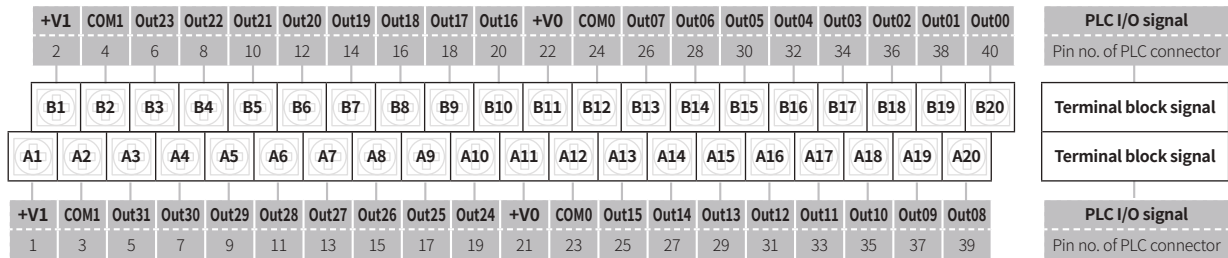 +V1 COM1 Out23 Out22 Out21 Out20 Out19 Out18 Out17 Out16 +V0 COM0 Out07 Out06 Out05 Out04 Out03 Out02 Out01 Out00 PLC I/O signal
2 4 6 8 10 12 14 16 18 20 22 24 26 28 30 32 34 36 38 40 Pin no. of PLC connector
B1 B2 B3 B4 B5 B6 B7 B8 B9 B10 B11 B12 B13 B14 B15 B16 B17 B18 B19 B20 Terminal block signal
A1 A2 A3 A4 A5 A6 A7 A8 A9 A10 A11 A12 A13 A14 A15 A16 A17 A18 A19 A20 Terminal block signal
+V1 COM1 Out31 Out30 Out29 Out28 Out27 Out26 Out25 Out24 +V0 COM0 Out15 Out14 Out13 Out12 Out11 Out10 Out09 Out08 PLC I/O signal
1 3 5 7 9 11 13 15 17 19 21 23 25 27 29 31 33 35 37 39 Pin no. of PLC connector